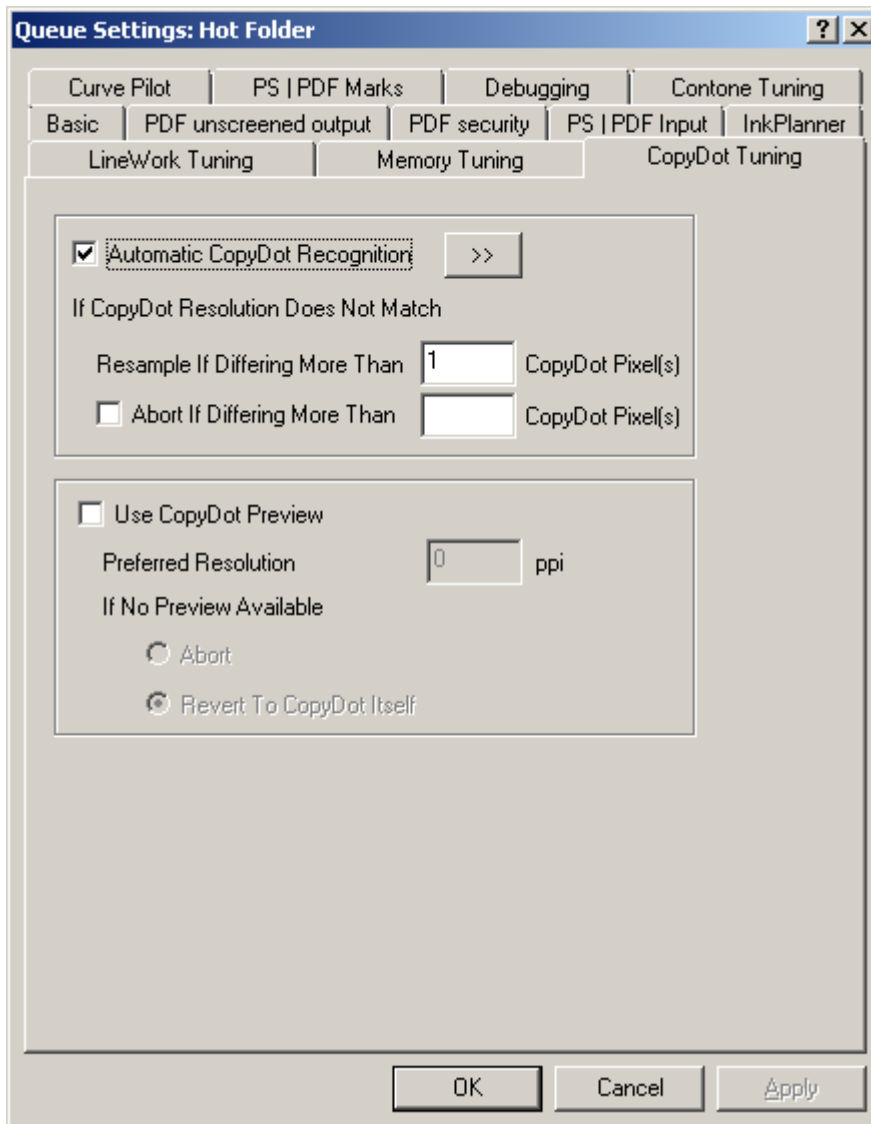 Queue Settings: Hot Folder
Curve Pilot PS | PDF Marks Debugging Contone Tuning
Basic PDF unscreened output PDF security PS | PDF Input InkPlanner
LineWork Tuning Memory Tuning CopyDot Tuning
Automatic CopyDot Recognition >>
If CopyDot Resolution Does Not Match
Resample If Differing More Than 1 CopyDot Pixel(s)
Abort If Differing More Than CopyDot Pixel(s)
Use CopyDot Preview
Preferred Resolution 0 ppi
If No Preview Available
Abort
Revert To CopyDot Itself
OK Cancel Apply